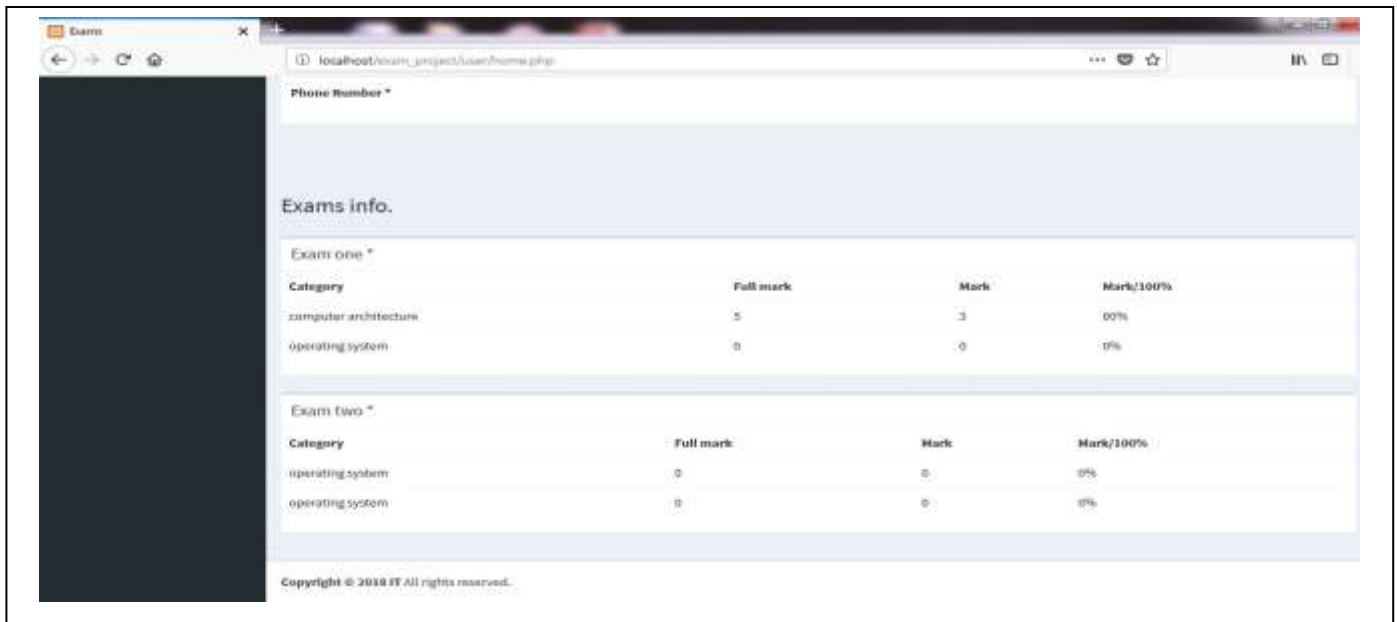 Exams
localhost/exam_project/user/home.php
Phone Number *
Exams info.
Exam one *
Category Full mark Mark Mark/100%
computer architecture 5 3
operating system 0 0 0%
Exam two *
Category Full mark Mark Mark/100%
operating system 0 0 0%
operating system 0 0 0%
Copyright © 2018 IT All rights reserved.